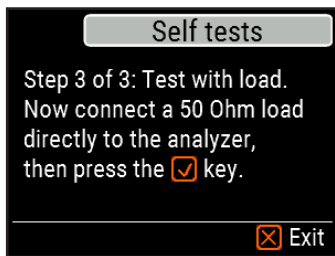 Self tests
Step 3 of 3: Test with load.
Now connect a 50 Ohm load
directly to the analyzer,
then press the key.
Exit